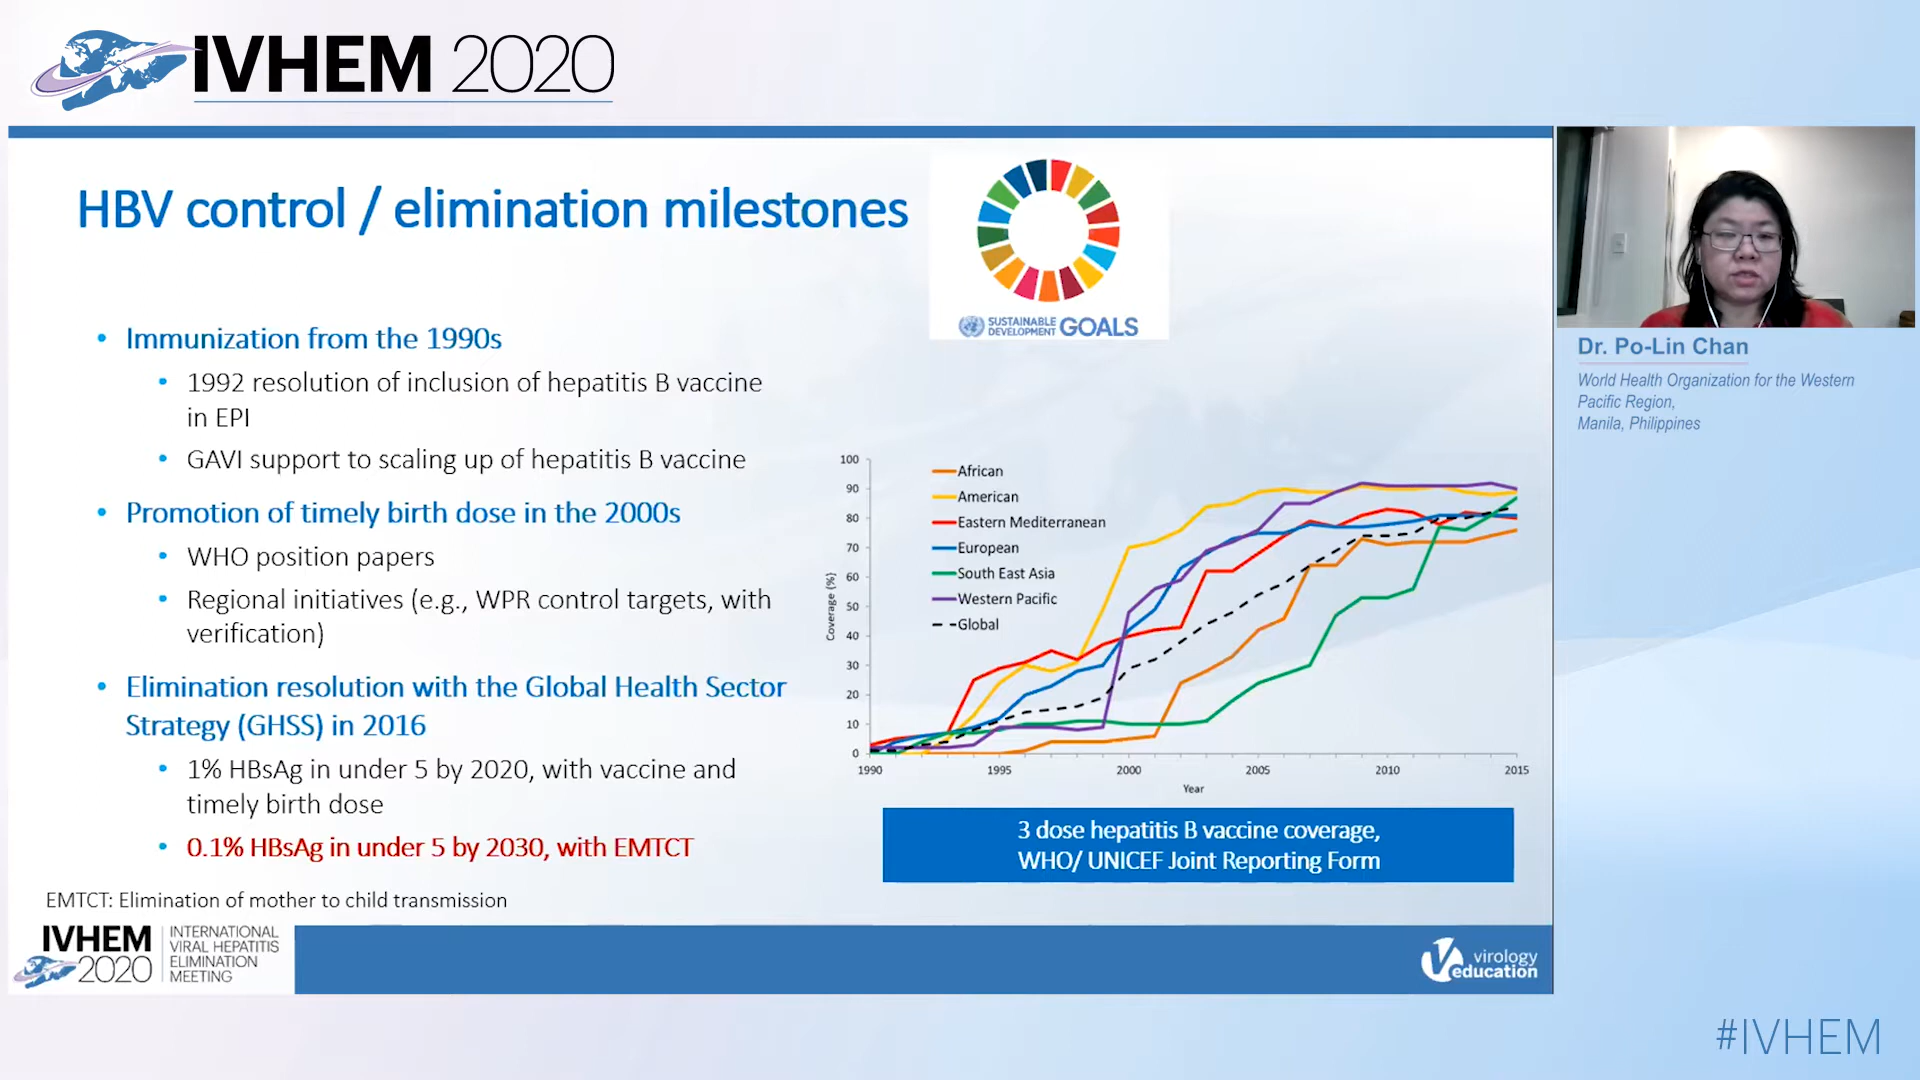 IVHEM 2020
HBV control / elimination milestones
SUSTAINABLE
DEVELOPMENT GOALS
• Immunization from the 1990s
• 1992 resolution of inclusion of hepatitis B vaccine
in EPI
• GAVI support to scaling up of hepatitis B vaccine
• Promotion of timely birth dose in the 2000s
• WHO position papers
• Regional initiatives (e.g., WPR control targets, with
verification)
• Elimination resolution with the Global Health Sector
Strategy (GHSS) in 2016
• 1% HBsAg in under 5 by 2020, with vaccine and
timely birth dose
• 0.1% HBsAg in under 5 by 2030, with EMTCT
EMTCT: Elimination of mother to child transmission
Coverage (%)
100
90
80
70
60
50
40
30
20
10
0
African
American
Eastern Mediterranean
European
South East Asia
Western Pacific
Global
1990 1995 2000 2005 2010 2015
Year
3 dose hepatitis B vaccine coverage,
WHO/ UNICEF Joint Reporting Form
IVHEM
2020
INTERNATIONAL
VIRAL HEPATITIS
ELIMINATION
MEETING
virology
education
Dr. Po-Lin Chan
World Health Organization for the Western
Pacific Region,
Manila, Philippines
#IVHEM